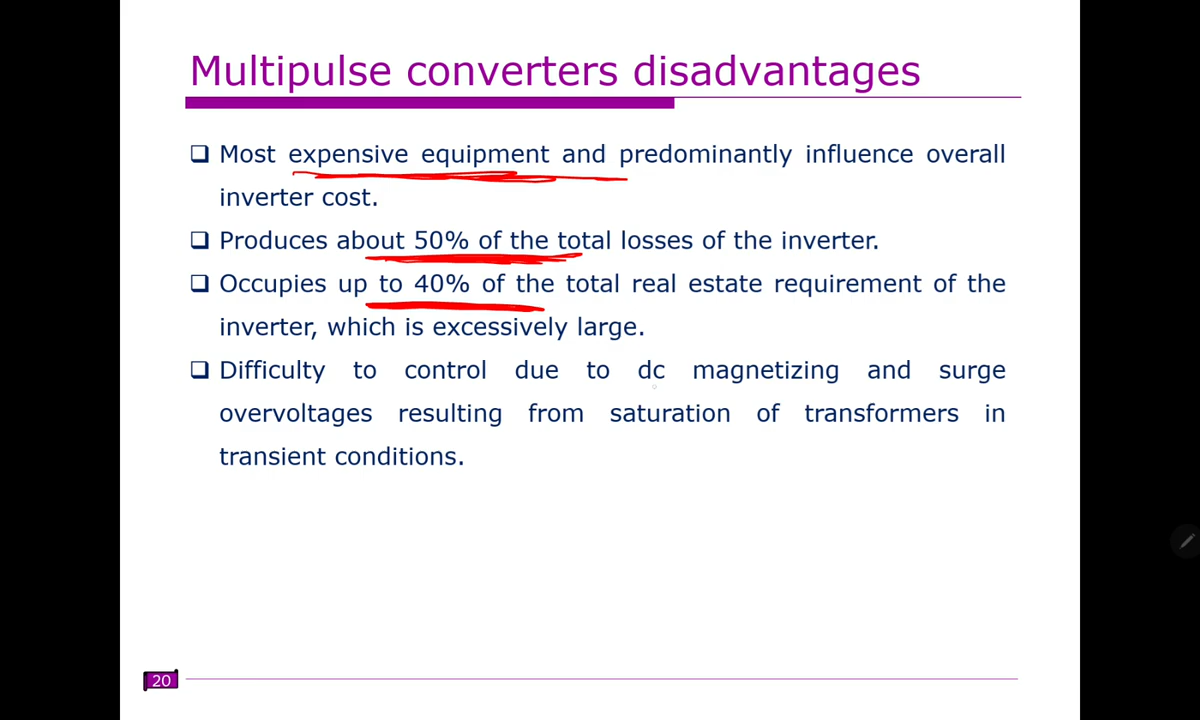 Multipulse converters disadvantages
Most expensive equipment and predominantly influence overall
inverter cost.
Produces about 50% of the total losses of the inverter.
Occupies up to 40% of the total real estate requirement of the
inverter, which is excessively large.
Difficulty to control due to dc magnetizing and surge
overvoltages resulting from saturation of transformers in
transient conditions.
20